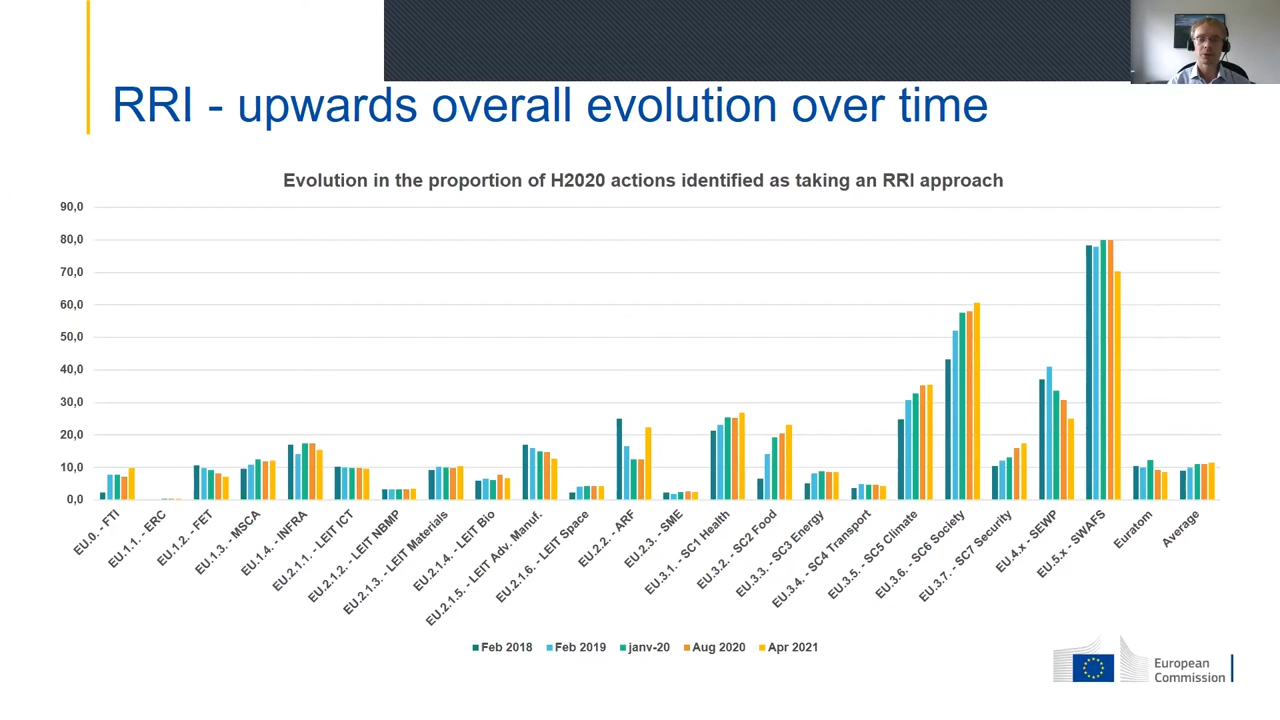 RRI - upwards overall evolution over time
Evolution in the proportion of H2020 actions identified as taking an RRI approach
90,0
80,0
70,0
60,0
50,0
40,0
30,0
20,0
10,0
0,0
EU.0. - FTI
EU.1.1. - ERC
EU.1.2. - FET
EU.1.3. - MSCA
EU.1.4. - INFRA
EU.2.1.1. - LEIT ICT
EU.2.1.2. - LEIT NBMP
EU.2.1.3. - LEIT Materials
EU.2.1.4. - LEIT Bio
EU.2.1.5. - LEIT Adv. Manuf.
EU.2.1.6. - LEIT Space
EU.2.2. - ARF
EU.2.3. - SME
EU.3.1. - SC1 Health
EU.3.2. - SC2 Food
EU.3.3. - SC3 Energy
EU.3.4. - SC4 Transport
EU.3.5. - SC5 Climate
EU.3.6. - SC6 Society
EU.3.7. - SC7 Security
EU.4.x - SEWP
EU.5.x - SWAFS
Euratom
Average
Feb 2018 Feb 2019 janv-20 Aug 2020 Apr 2021
European
Commission